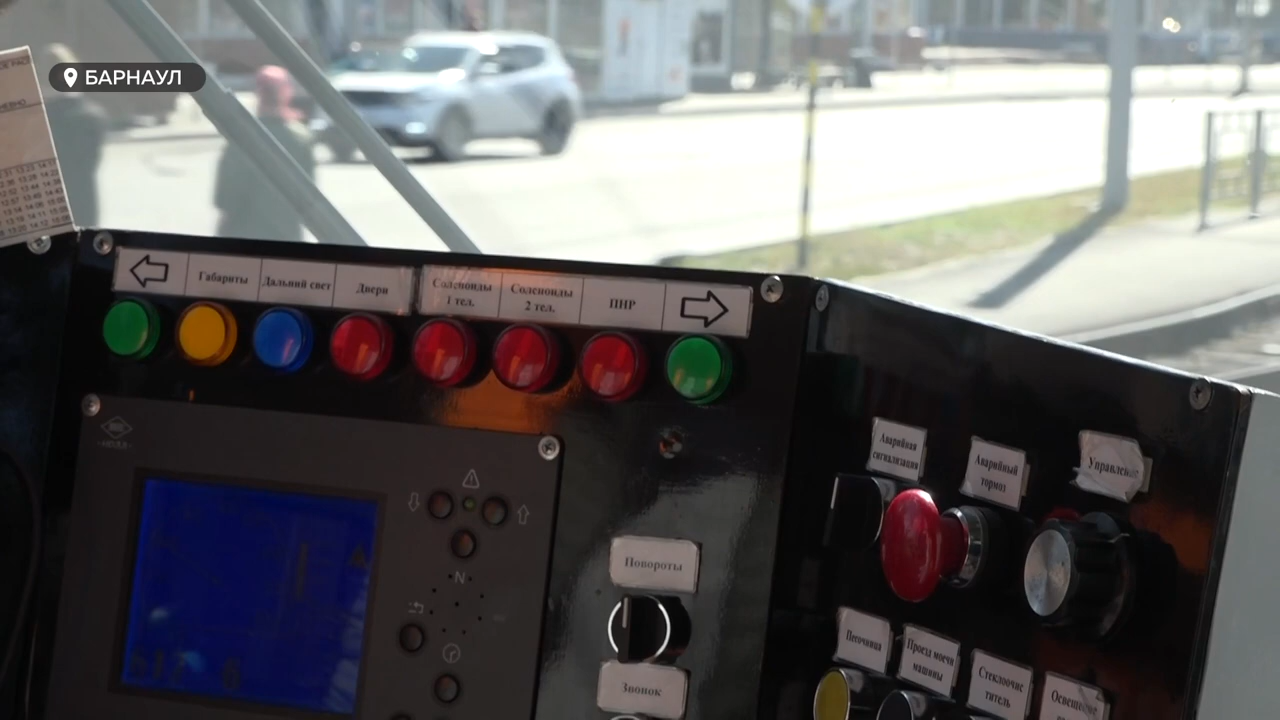 БАРНАУЛ
Габариты
Дальний свет
Двери
Соленоиды
1 тел.
Соленоиды
2 тел.
ПНР
Аварийная
сигнализация
Аварийный
тормоз
Управление
N
Повороты
Звонок
Песочница
Проезд моечн
машины
Стеклоочис
титель